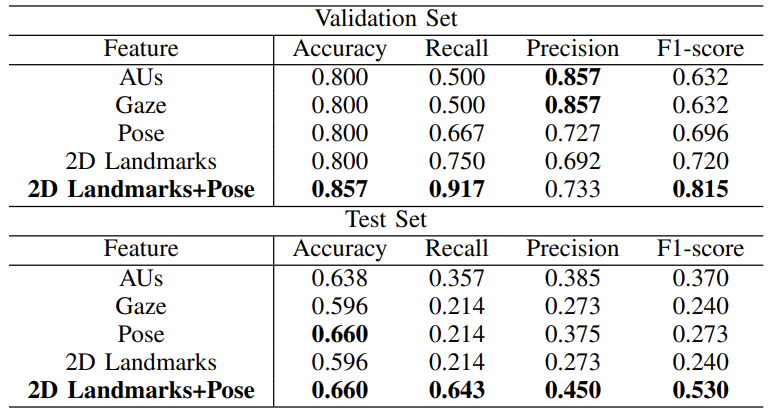 Validation Set
Feature Accuracy Recall Precision F1-score
AUs 0.800 0.500 0.857 0.632
Gaze 0.800 0.500 0.857 0.632
Pose 0.800 0.667 0.727 0.696
2D Landmarks 0.800 0.750 0.692 0.720
2D Landmarks+Pose 0.857 0.917 0.733 0.815
Test Set
Feature Accuracy Recall Precision F1-score
AUs 0.638 0.357 0.385 0.370
Gaze 0.596 0.214 0.273 0.240
Pose 0.660 0.214 0.375 0.273
2D Landmarks 0.596 0.214 0.273 0.240
2D Landmarks+Pose 0.660 0.643 0.450 0.530